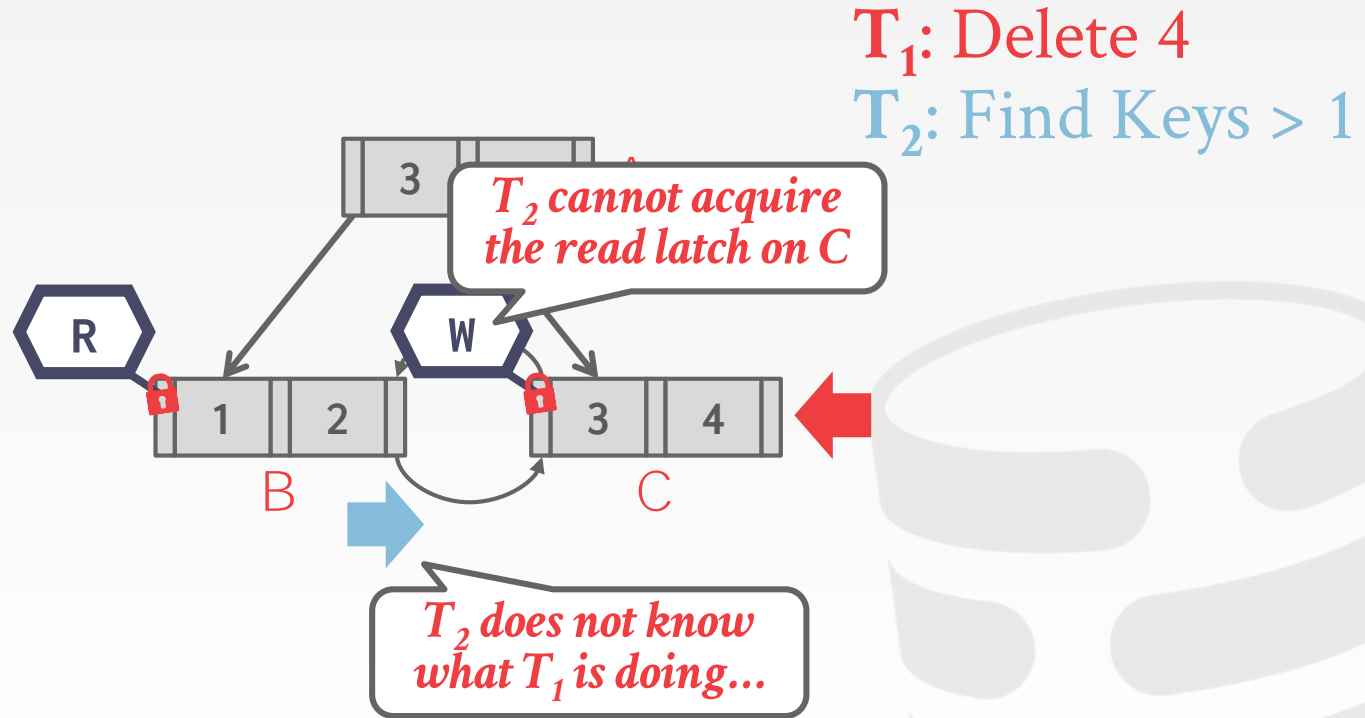 T1: Delete 4
T2: Find Keys > 1
3
T2 cannot acquire
the read latch on C
R
W
1 2
3 4
B
C
T2 does not know
what T1 is doing...